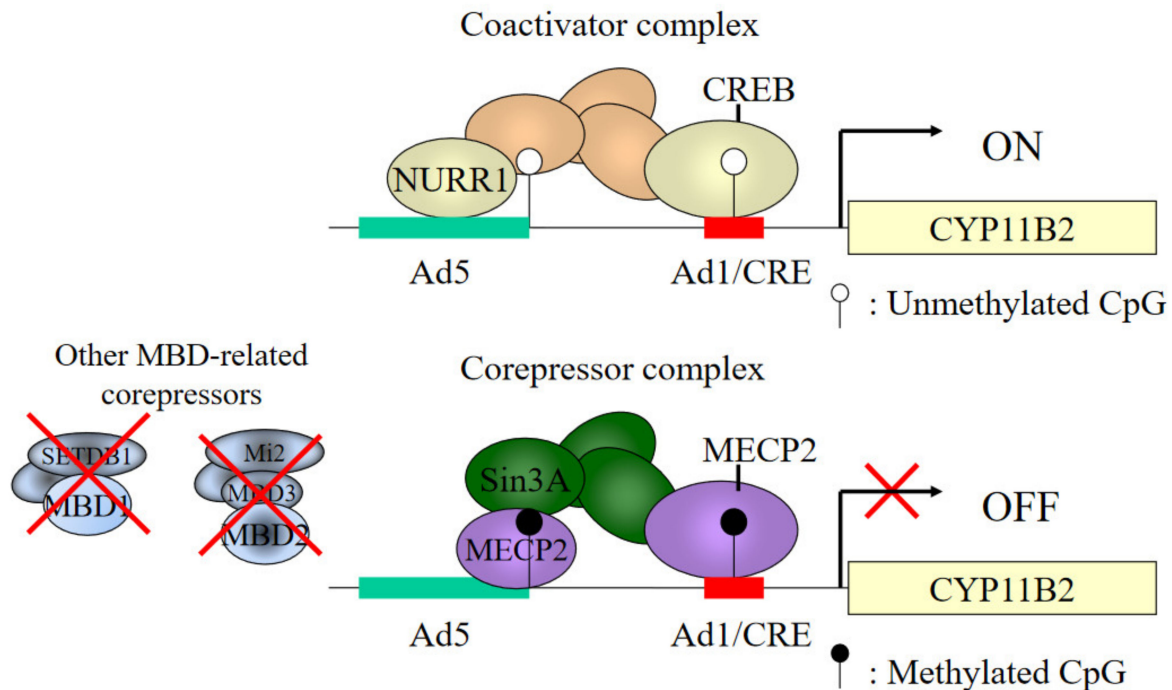 Coactivator complex
CREB
NURR1
ON
CYP11B2
Ad5
Ad1/CRE
: Unmethylated CpG
Other MBD-related
corepressors
Corepressor complex
SETDB1
Mi2
MECP2
Sin3A
MBD1
MBD3
OFF
MBD2
MECP2
CYP11B2
Ad5
Ad1/CRE
: Methylated CpG